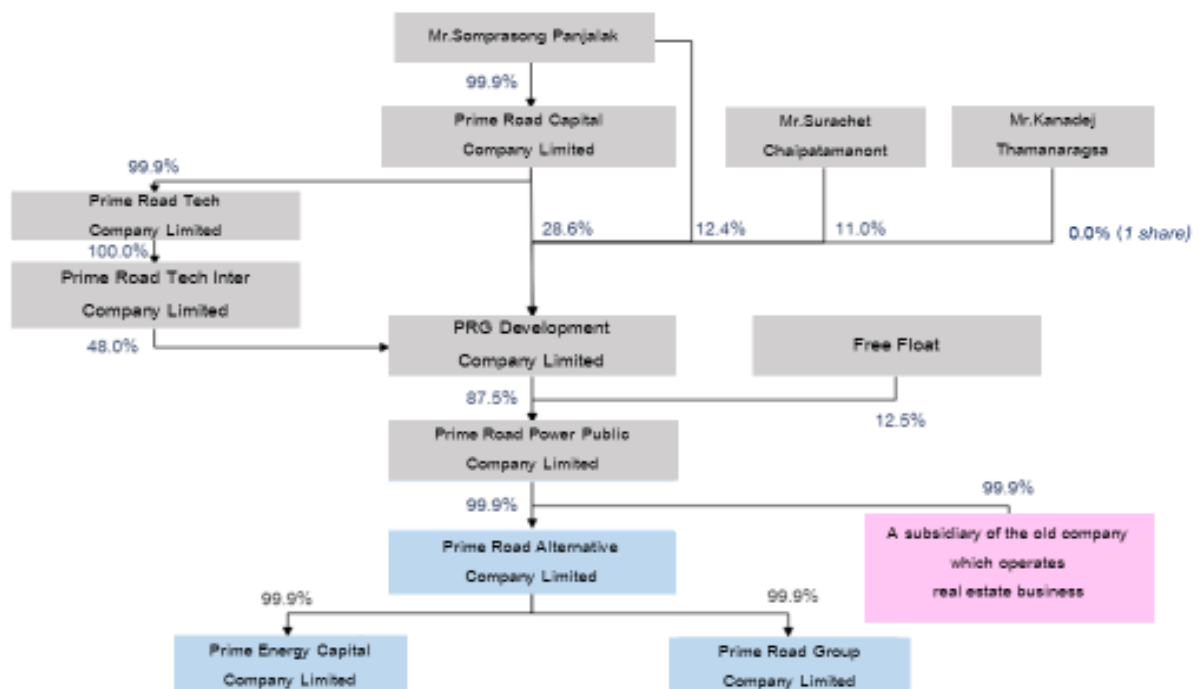 Mr.Somprasong Panjalak
99.9%
Prime Road Capital
Company Limited
Mr.Surachet
Chaipatamanont
Mr.Kanadej
Thamanaragsa
99.9%
Prime Road Tech
Company Limited
28.6%
12.4%
11.0%
0.0% (1 share)
100.0%
Prime Road Tech Inter
Company Limited
48.0%
PRG Development
Company Limited
Free Float
87.5%
12.5%
Prime Road Power Public
Company Limited
99.9%
99.9%
Prime Road Alternative
Company Limited
A subsidiary of the old company
which operates
real estate business
99.9%
99.9%
Prime Energy Capital
Company Limited
Prime Road Group
Company Limited